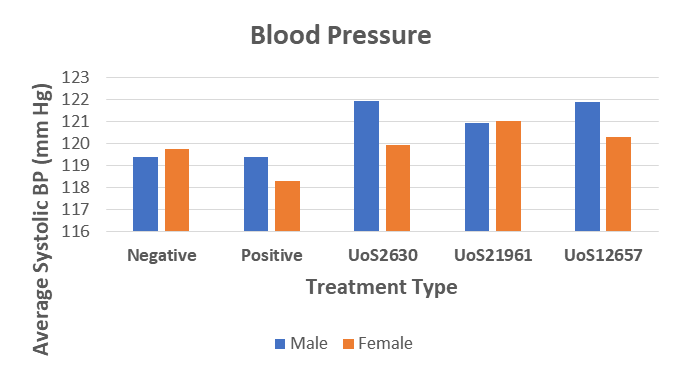 Blood Pressure
Average Systolic BP (mm Hg)
123
122
121
120
119
118
117
116
Negative Positive UoS2630 UoS21961 UoS12657
Treatment Type
Male Female